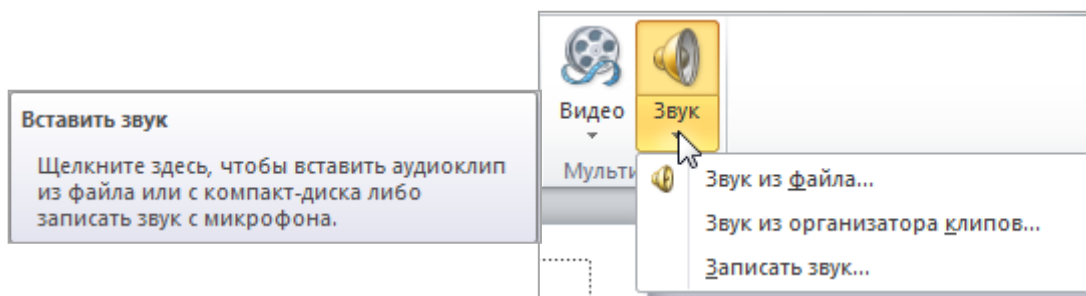 Вставить звук
Щелкните здесь, чтобы вставить аудиоклип
из файла или с компакт-диска либо
записать звук с микрофона.
Видео
Звук
Мульти
Звук из файла...
Звук из организатора клипов...
Записать звук...